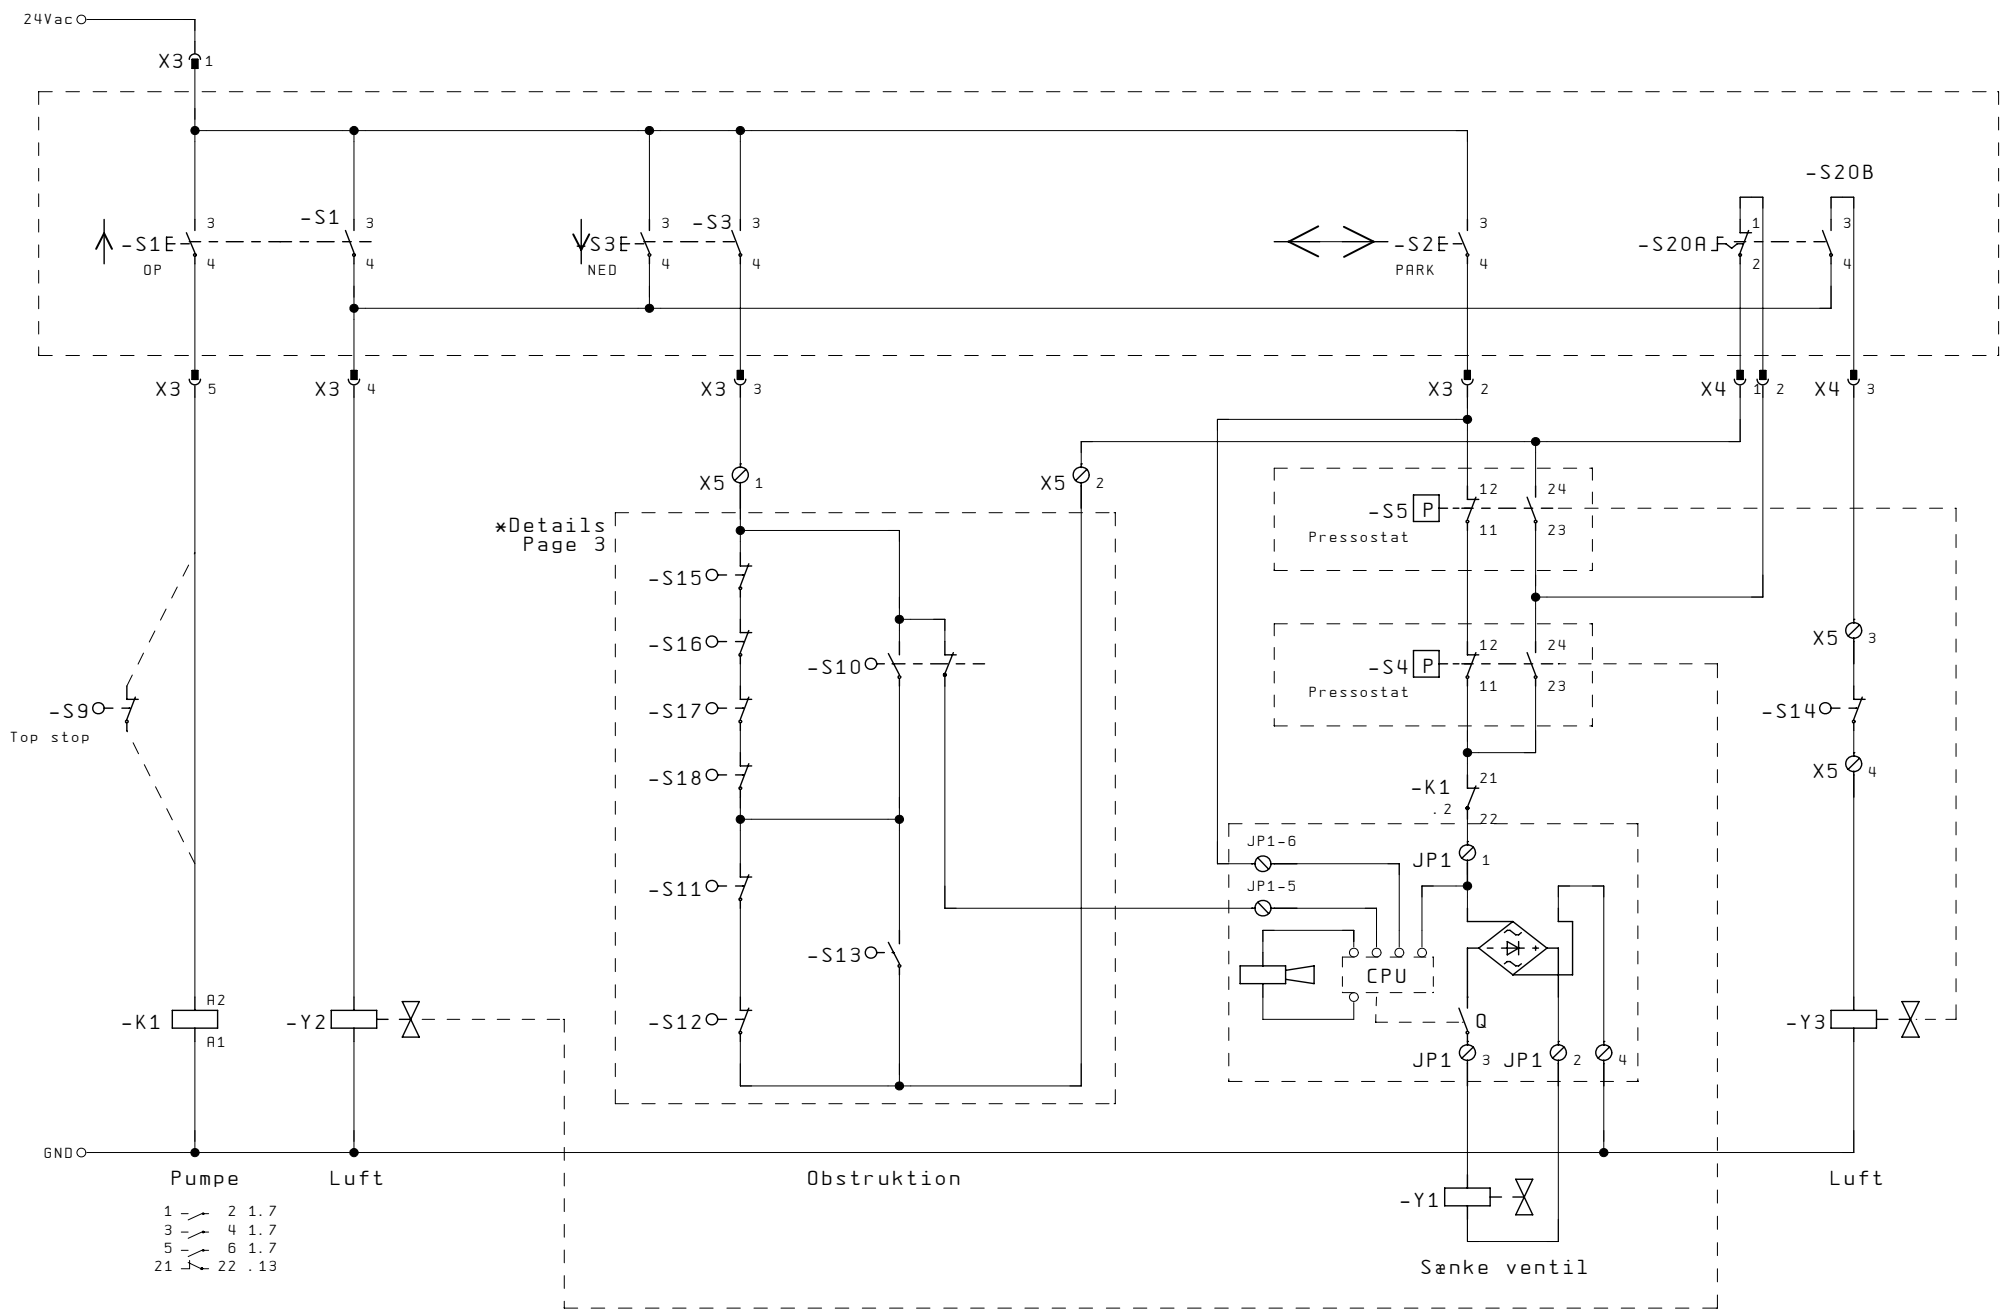 24Vac
X3 1
-S20B
3 3 3 3 3 1 3
-S1E -S1 S3E -S3 -S2E -S20A
4 4 4 4 4 2 4
OP NED PARK
X3 5 X3 4 X3 3 X3 2 X4 1 2 X4 3
X5 1 X5 2
*Details
Page 3
12 24
-S5 P
11 23
Pressostat
-S15
-S16
-S10
-S17
-S18
-S11
-S13
-S12
12 24
-S4 P
11 23
Pressostat
X5 3
-S14
X5 4
-S9
Top stop
21
-K1
.2
22
JP1-6
JP1 1
JP1-5
- +
CPU
Q
JP1 3 JP1 2 4
A2
-K1
A1
-Y2
-Y3
GND
Pumpe Luft Obstruktion Luft
-Y1
Sænke ventil
1 2 1.7
3 4 1.7
5 6 1.7
21 22 .13